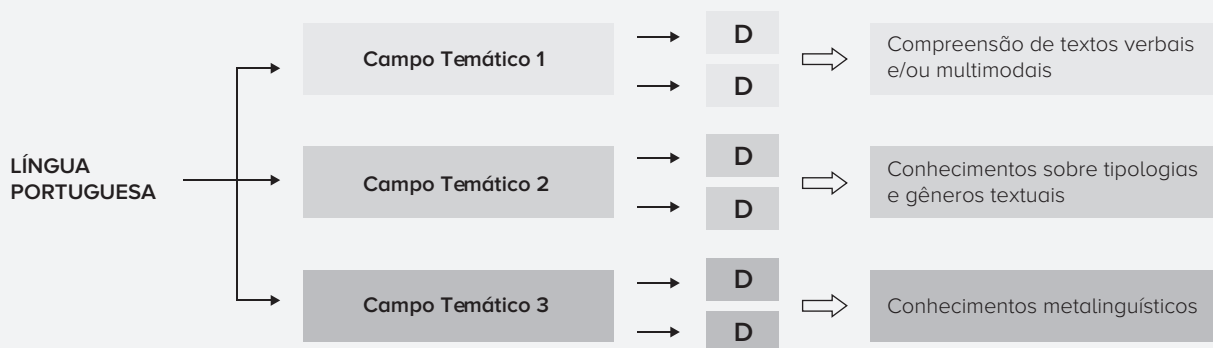 LÍNGUA
PORTUGUESA
Campo Temático 1
D
D
Compreensão de textos verbais
e/ou multimodais
Campo Temático 2
D
D
Conhecimentos sobre tipologias
e gêneros textuais
Campo Temático 3
D
D
Conhecimentos metalinguísticos